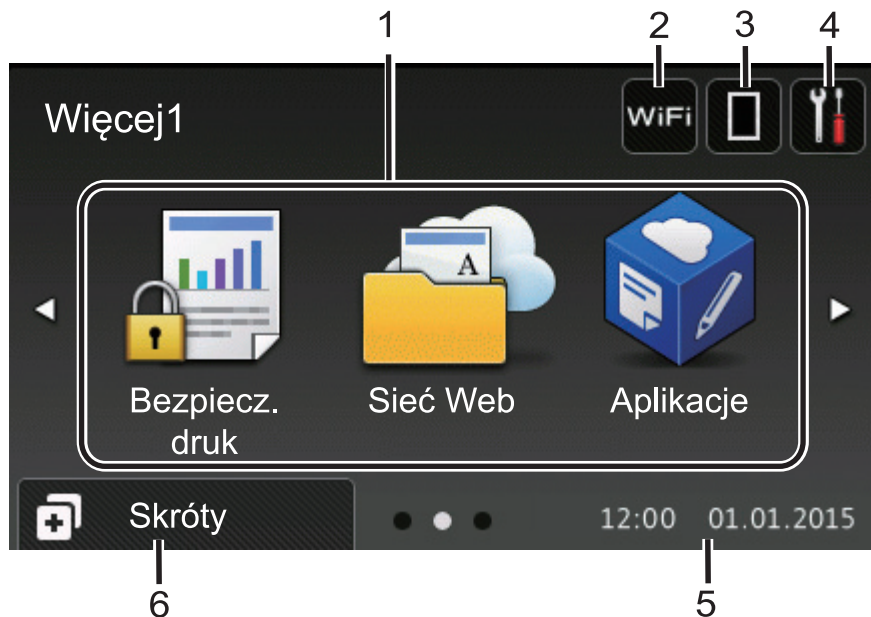 1 2 3 4
Więcej1
WiFi
A
Bezpiecz.
druk
Sieć Web
Aplikacje
Skróty
12:00 01.01.2015
6 5